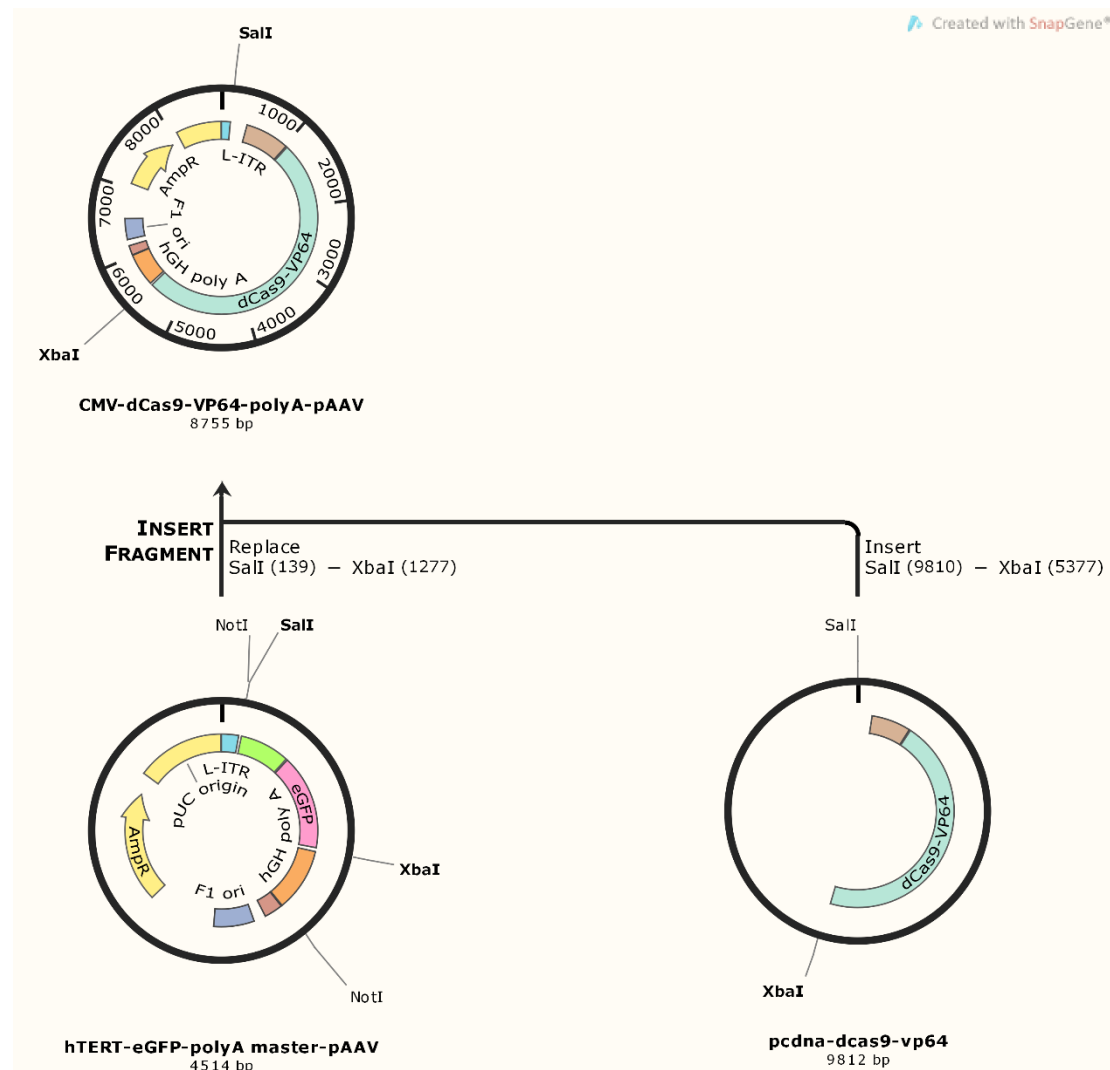 Created with SnapGene®
SalI
1000
2000
3000
4000
5000
6000
7000
8000
L-ITR
AmpR
F1 ori
hGH poly A
dCas9-VP64
XbaI
CMV-dCas9-VP64-polyA-pAAV
8755 bp
INSERT
FRAGMENT
Replace
SalI (139) – XbaI (1277)
Insert
SalI (9810) – XbaI (5377)
NotI
SalI
L-ITR
pUC origin
eGFP
hGH poly A
AmpR
F1 ori
XbaI
NotI
hTERT-eGFP-polyA master-pAAV
4514 bp
SalI
dCas9-VP64
XbaI
pcdna-dcas9-vp64
9812 bp